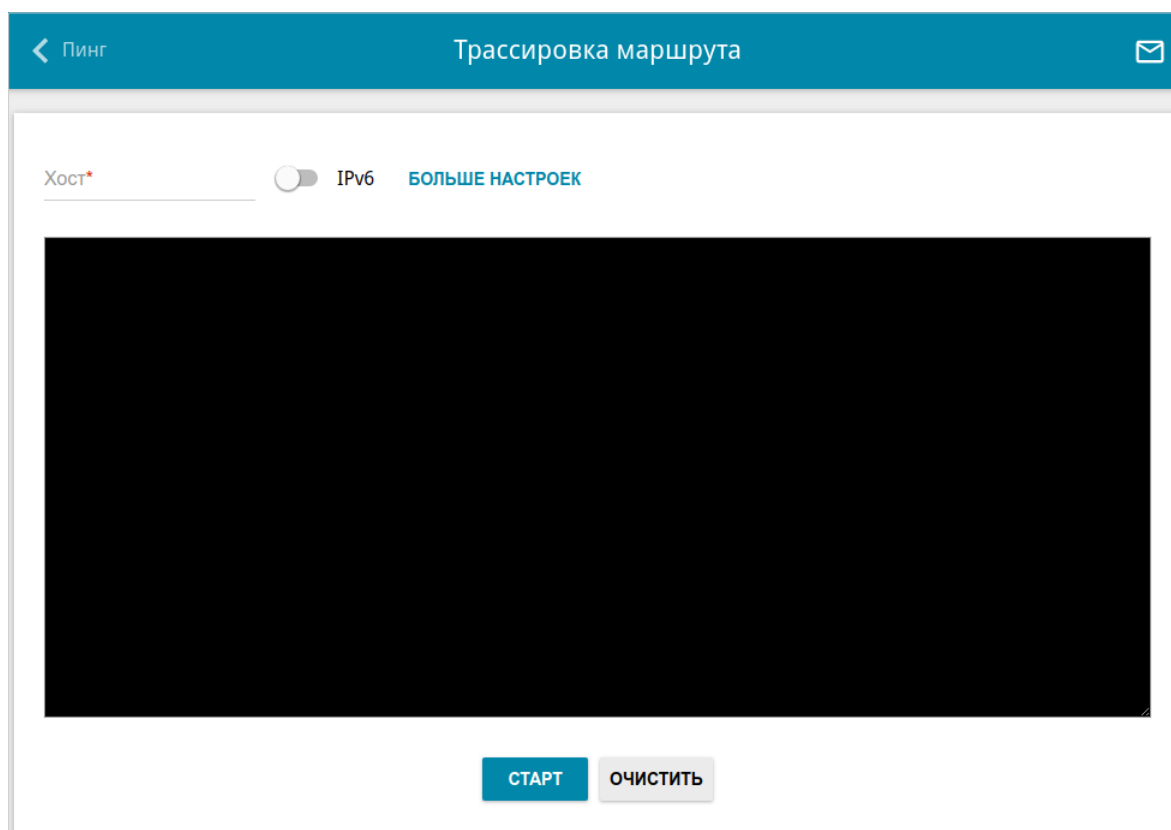 Пинг
Трассировка маршрута
Хост*
IPv6
БОЛЬШЕ НАСТРОЕК
СТАРТ
ОЧИСТИТЬ